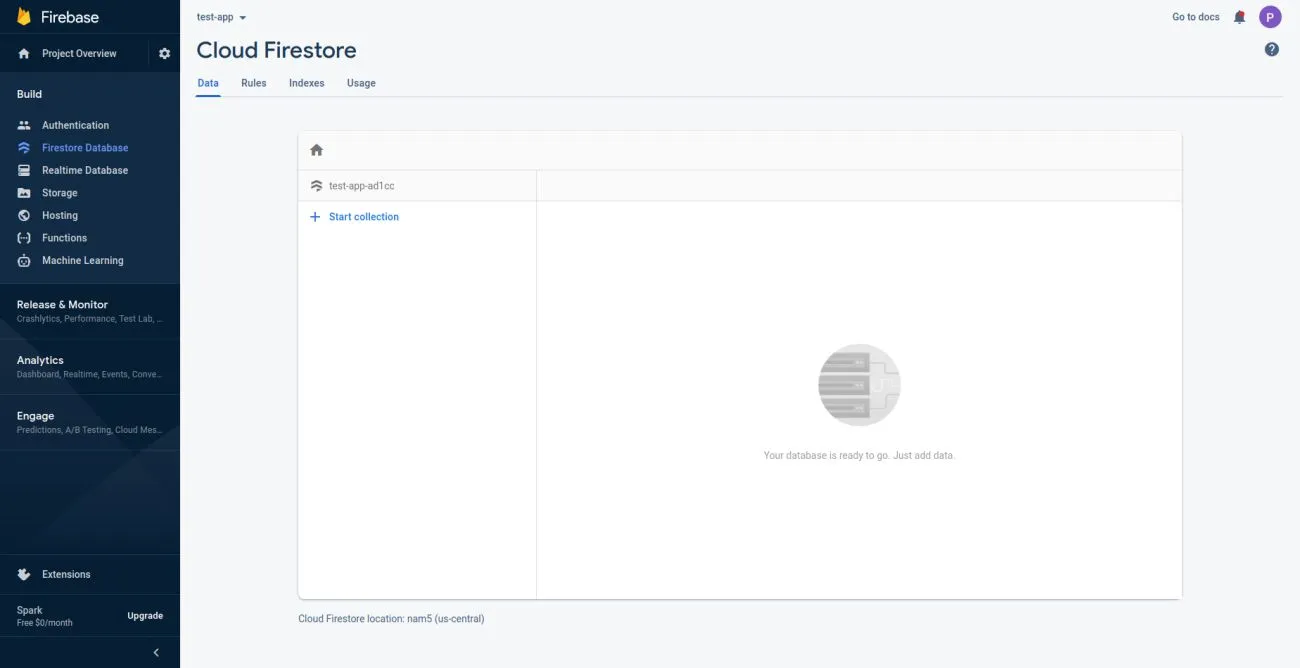 Firebase
Project Overview
Build
Authentication
Firestore Database
Realtime Database
Storage
Hosting
Functions
Machine Learning
Release & Monitor
Crashlytics, Performance, Test Lab, ...
Analytics
Dashboard, Realtime, Events, Conve...
Engage
Predictions, A/B Testing, Cloud Mes...
Extensions
Spark
Free $0/month
Upgrade
test-app
Go to docs
P
Cloud Firestore
?
Data Rules Indexes Usage
test-app-ad1cc
+ Start collection
Your database is ready to go. Just add data.
Cloud Firestore location: nam5 (us-central)